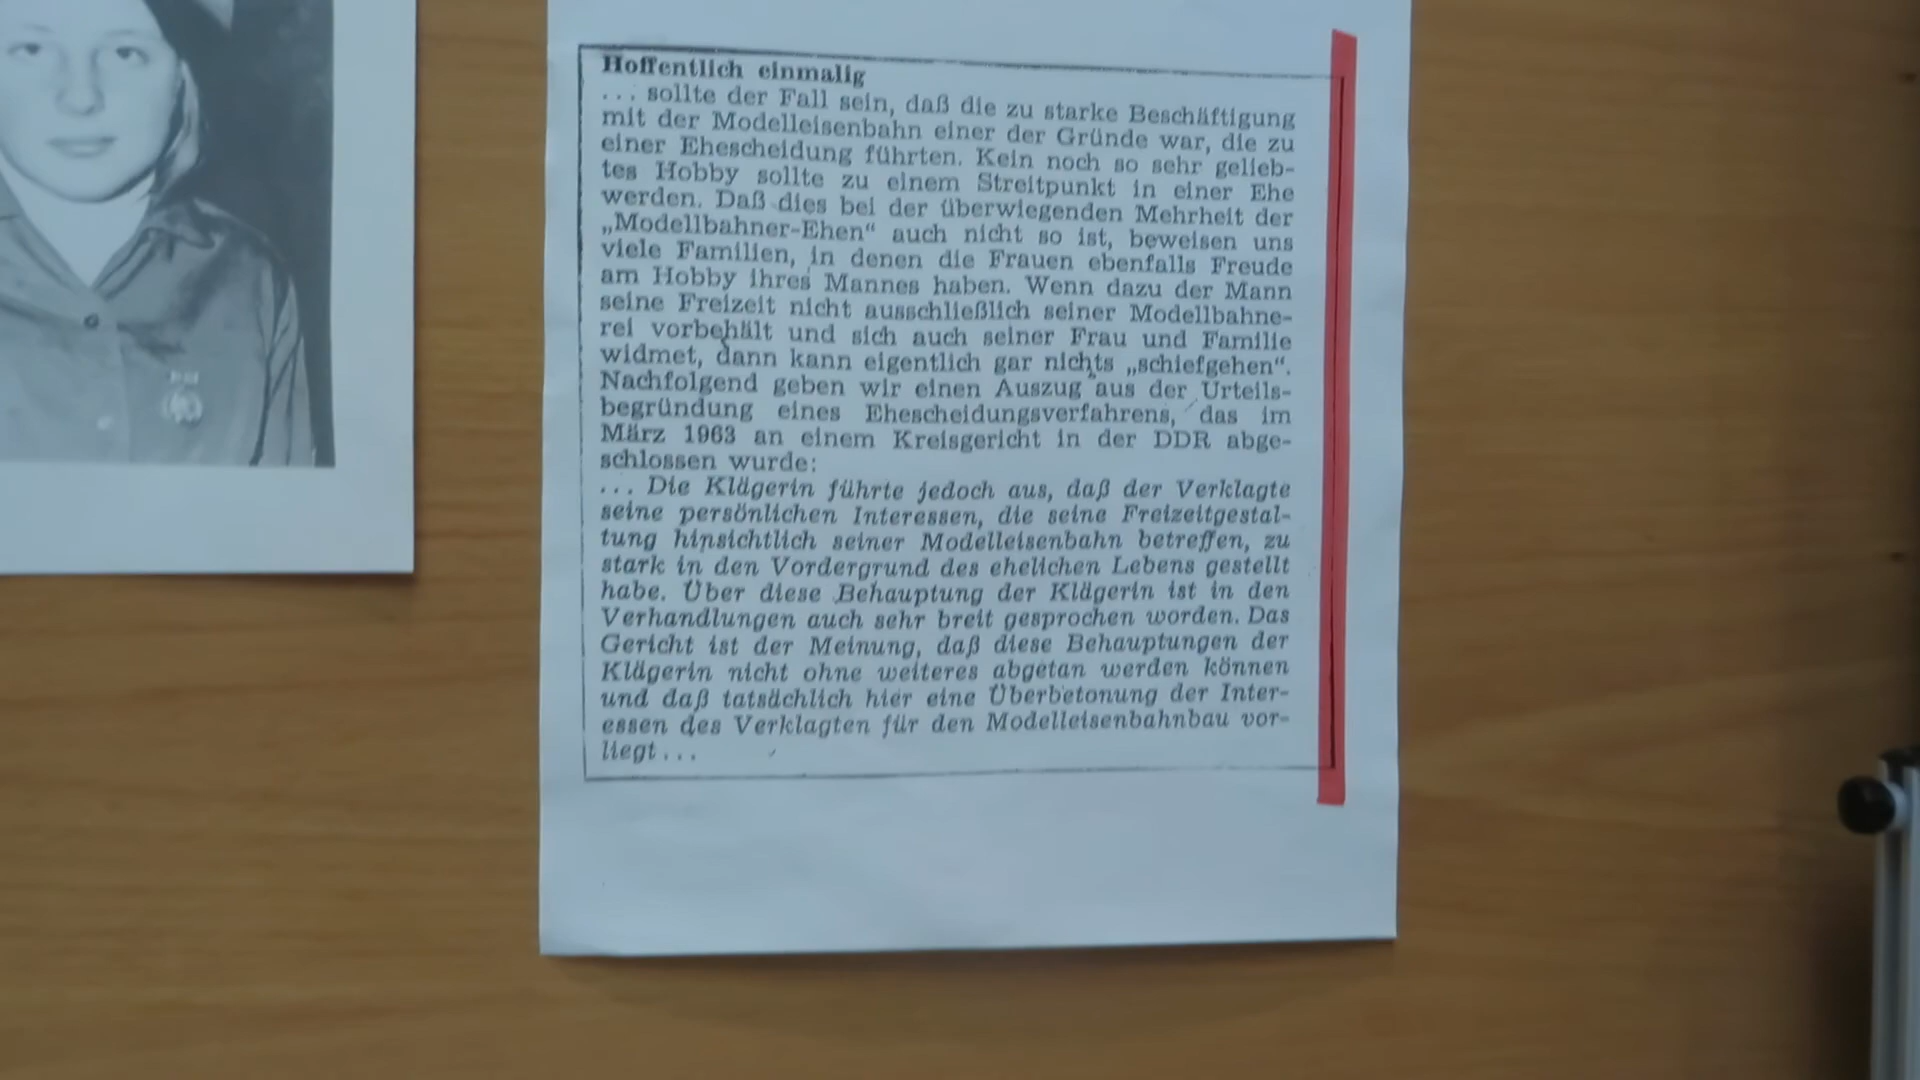 Hoffentlich einmalig
... sollte der Fall sein, daß die zu starke Beschäftigung
mit der Modelleisenbahn einer der Gründe war, die zu
einer Ehescheidung führten. Kein noch so sehr gelieb-
tes Hobby sollte zu einem Streitpunkt in einer Ehe
werden. Daß dies bei der überwiegenden Mehrheit der
„Modellbahner-Ehen“ auch nicht so ist, beweisen uns
viele Familien, in denen die Frauen ebenfalls Freude
am Hobby ihres Mannes haben. Wenn dazu der Mann
seine Freizeit nicht ausschließlich seiner Modellbahne-
rei vorbehält und sich auch seiner Frau und Familie
widmet, dann kann eigentlich gar nichts „schiefgehen“.
Nachfolgend geben wir einen Auszug aus der Urteils-
begründung eines Ehescheidungsverfahrens, das im
März 1963 an einem Kreisgericht in der DDR abge-
schlossen wurde:
... Die Klägerin führte jedoch aus, daß der Verklagte
seine persönlichen Interessen, die seine Freizeitgestal-
tung hinsichtlich seiner Modelleisenbahn betreffen, zu
stark in den Vordergrund des ehelichen Lebens gestellt
habe. Über diese Behauptung der Klägerin ist in den
Verhandlungen auch sehr breit gesprochen worden. Das
Gericht ist der Meinung, daß diese Behauptungen der
Klägerin nicht ohne weiteres abgetan werden können
und daß tatsächlich hier eine Überbetonung der Inter-
essen des Verklagten für den Modelleisenbahnbau vor-
liegt ...